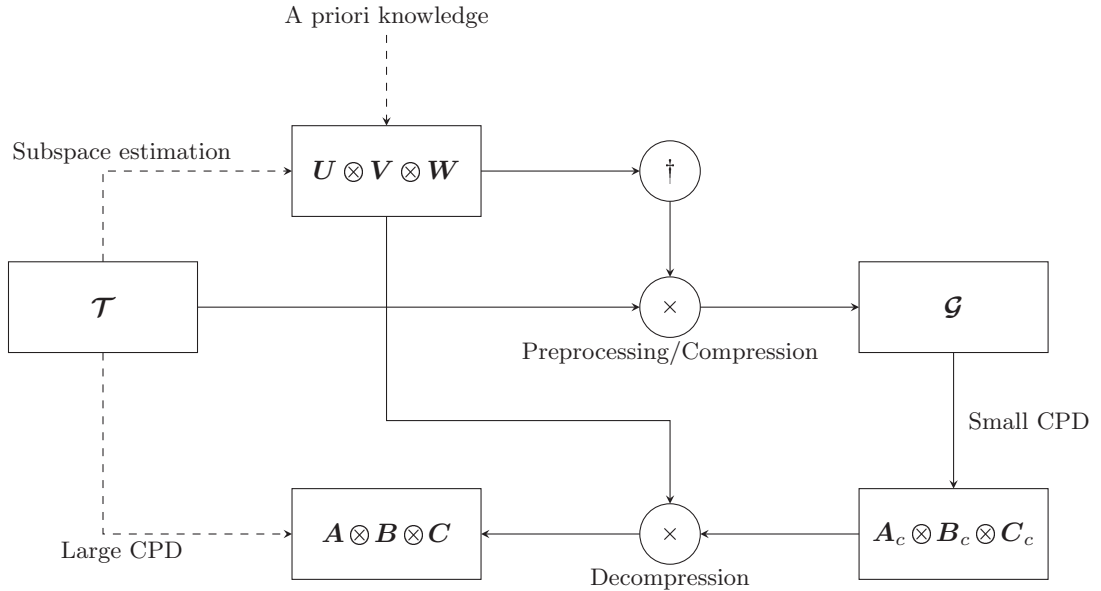 A priori knowledge
Subspace estimation
U ⊗ V ⊗ W
†
𝓣
×
𝓖
Preprocessing/Compression
Small CPD
A ⊗ B ⊗ C
×
A_c ⊗ B_c ⊗ C_c
Large CPD
Decompression